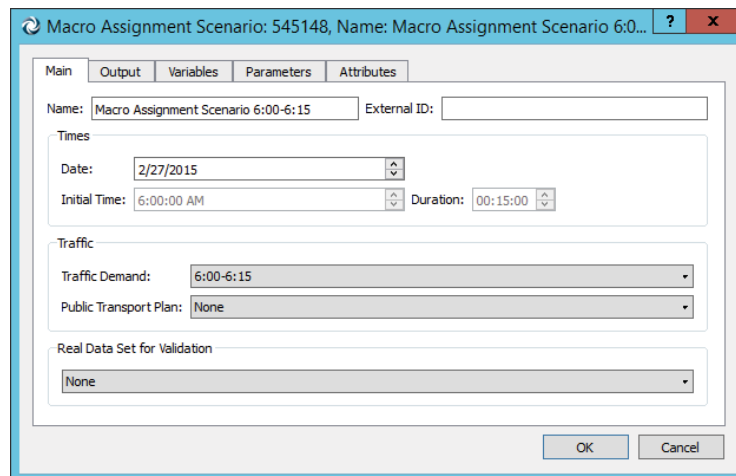 Macro Assignment Scenario: 545148, Name: Macro Assignment Scenario 6:0... ? x
Main Output Variables Parameters Attributes
Name: Macro Assignment Scenario 6:00-6:15 External ID:
Times
Date: 2/27/2015
Initial Time: 6:00:00 AM Duration: 00:15:00
Traffic
Traffic Demand: 6:00-6:15
Public Transport Plan: None
Real Data Set for Validation
None
OK Cancel